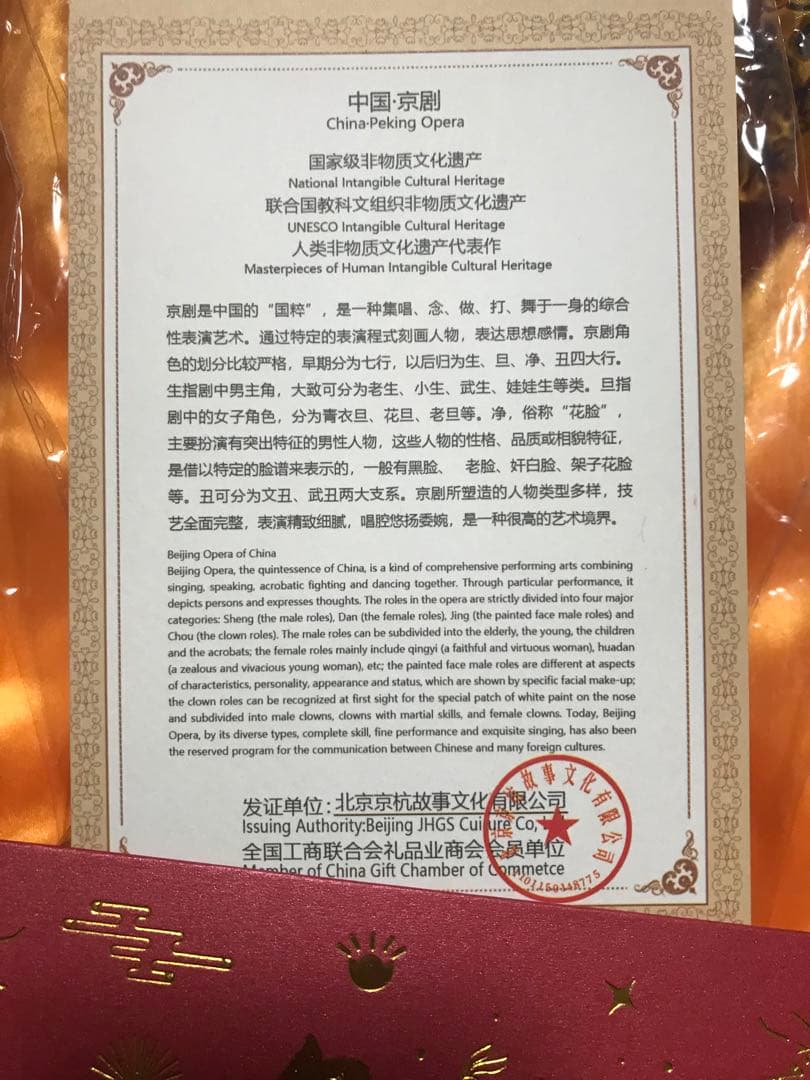 中国·京剧
China·Peking Opera
国家级非物质文化遗产
National Intangible Cultural Heritage
联合国教科文组织非物质文化遗产
UNESCO Intangible Cultural Heritage
人类非物质文化遗产代表作
Masterpieces of Human Intangible Cultural Heritage
京剧是中国的“国粹”，是一种集唱、念、做、打、舞于一身的综合
性表演艺术。通过特定的表演程式刻画人物，表达思想感情。京剧角
色的划分比较严格，早期分为七行，以后归为生、旦、净、丑四大行。
生指剧中男主角，大致可分为老生、小生、武生、娃娃生等类。旦指
剧中的女子角色，分为青衣旦、花旦、老旦等。净，俗称“花脸”，
主要扮演有突出特征的男性人物，这些人物的性格、品质或相貌特征，
是借以特定的脸谱来表示的，一般有黑脸、 老脸、奸白脸、架子花脸
等。丑可分为文丑、武丑两大支系。京剧所塑造的人物类型多样，技
艺全面完整，表演精致细腻，唱腔悠扬委婉，是一种很高的艺术境界。
Beijing Opera of China
Beijing Opera, the quintessence of China, is a kind of comprehensive performing arts combining
singing, speaking, acrobatic fighting and dancing together. Through particular performance, it
depicts persons and expresses thoughts. The roles in the opera are strictly divided into four major
categories: Sheng (the male roles), Dan (the female roles), Jing (the painted face male roles) and
Chou (the clown roles). The male roles can be subdivided into the elderly, the young, the children
and the acrobats; the female roles mainly include qingyi (a faithful and virtuous woman), huadan
(a zealous and vivacious young woman), etc; the painted face male roles are different at aspects
of characteristics, personality, appearance and status, which are shown by specific facial make-up;
the clown roles can be recognized at first sight for the special patch of white paint on the nose
and subdivided into male clowns, clowns with martial skills, and female clowns. Today, Beijing
Opera, by its diverse types, complete skill, fine performance and exquisite singing, has also been
the reserved program for the communication between Chinese and many foreign cultures.
发证单位:北京京杭故事文化有限公司
Issuing Authority:Beijing JHGS Culture Co,
全国工商联合会礼品业商会会员单位
Member of China Gift Chamber of Commetce
京杭故事文化有限公司